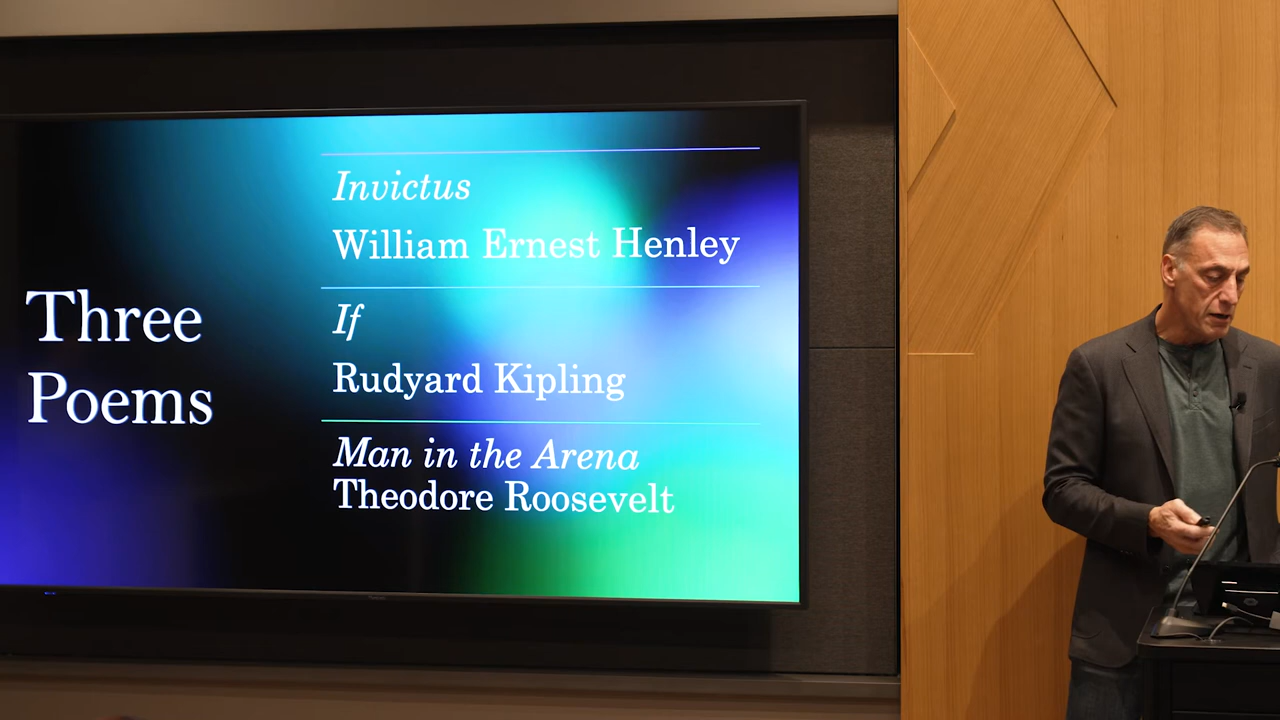 Three
Poems
Invictus
William Ernest Henley
If
Rudyard Kipling
Man in the Arena
Theodore Roosevelt